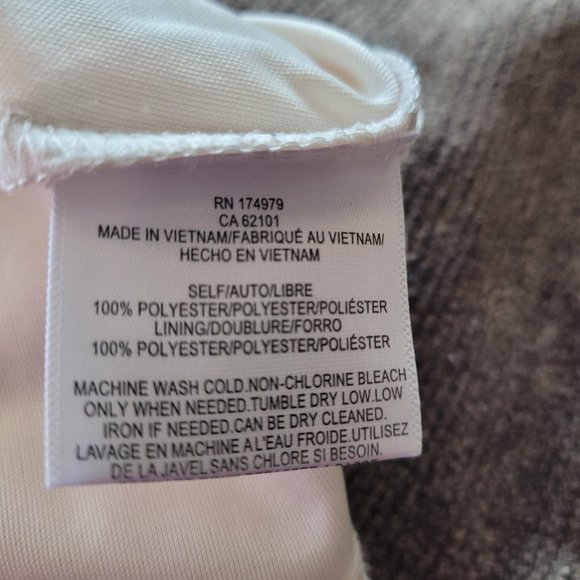 RN 174979
CA 62101
MADE IN VIETNAM/FABRIQUÉ AU VIETNAM/
HECHO EN VIETNAM
SELF/AUTO/LIBRE
100% POLYESTER/POLYESTER/POLIÉSTER
LINING/DOUBLURE/FORRO
100% POLYESTER/POLYESTER/POLIÉSTER
MACHINE WASH COLD.NON-CHLORINE BLEACH
ONLY WHEN NEEDED.TUMBLE DRY LOW.LOW
IRON IF NEEDED.CAN BE DRY CLEANED.
LAVAGE EN MACHINE A L'EAU FROIDE.UTILISEZ
DE LA JAVEL SANS CHLORE SI BESOIN.